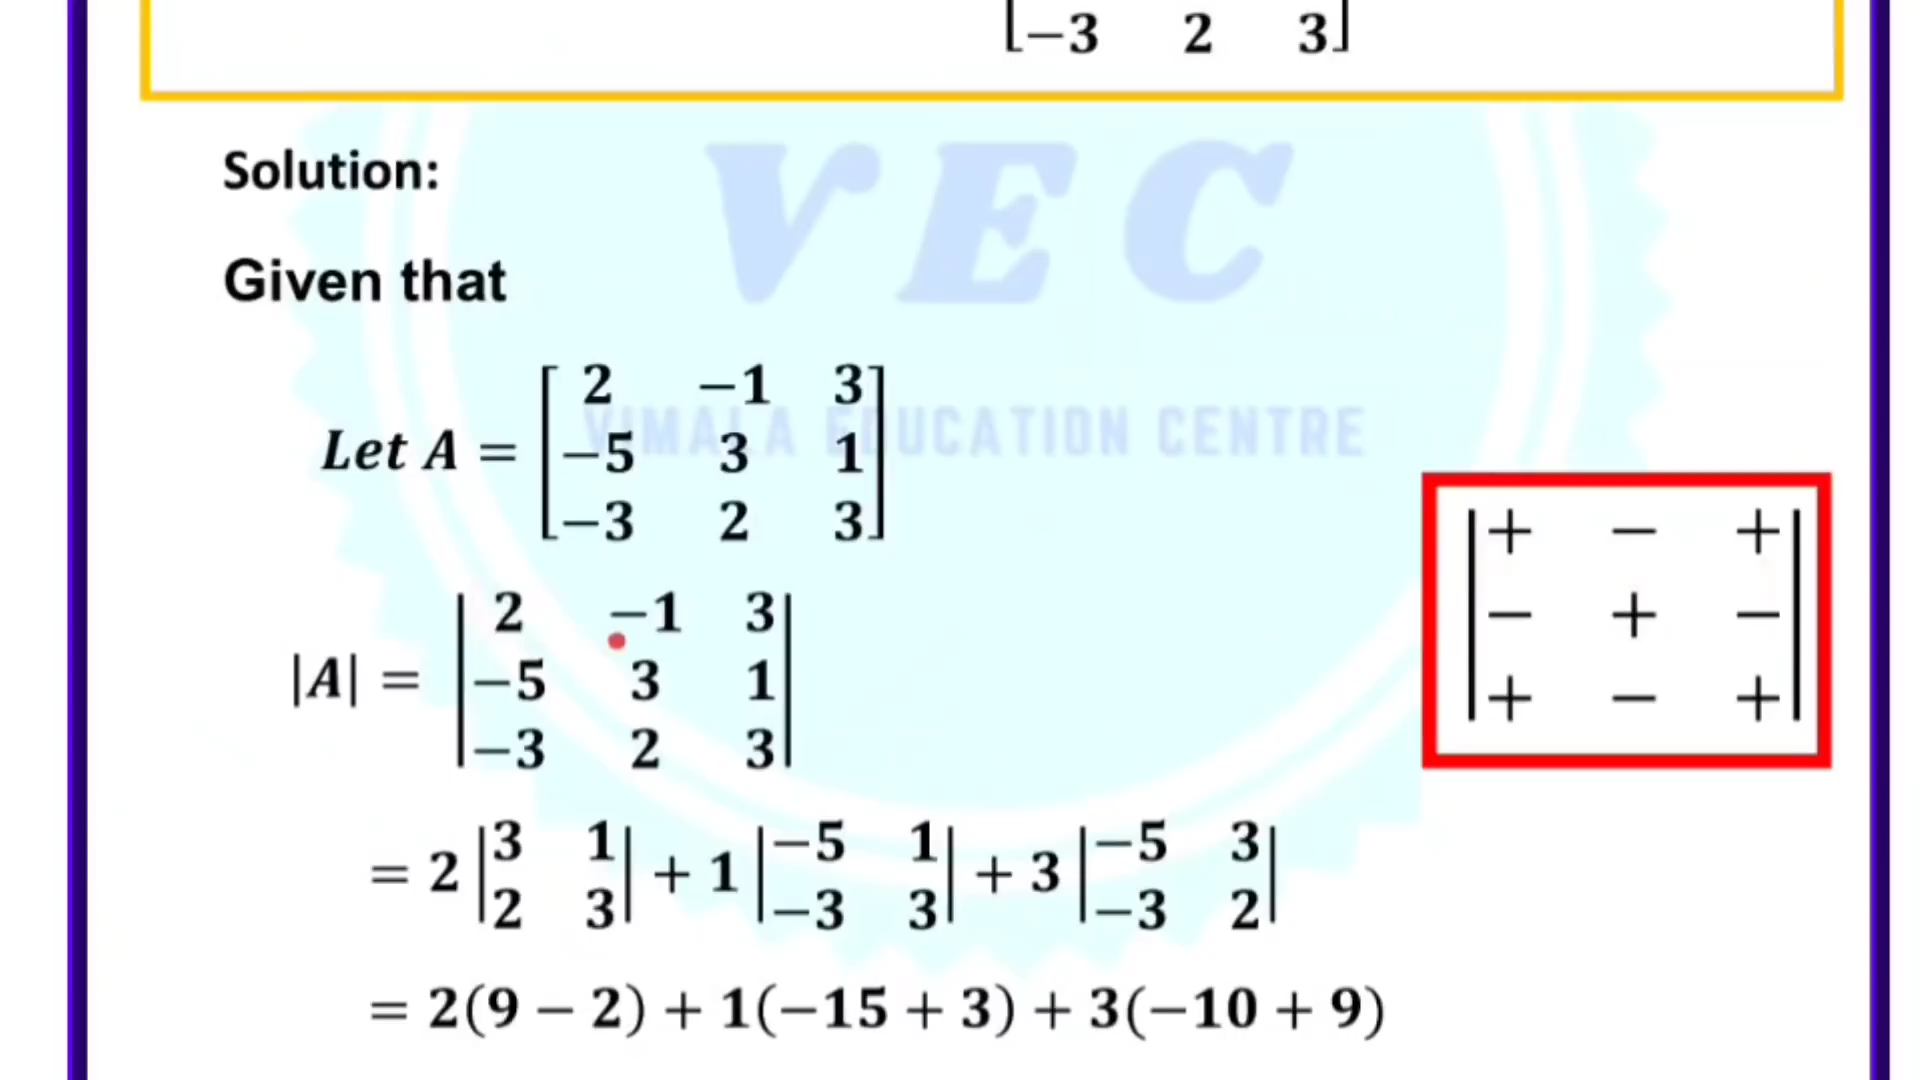 [−3 2 3]
Solution:
VEC
Given that
VIMALA EDUCATION CENTRE
Let A = [2 −1 3
−5 3 1
−3 2 3]
|+ − +|
|− + −|
|+ − +|
|A| = |2 −1 3|
|−5 3 1|
|−3 2 3|
= 2 |3 1; 2 3| + 1 |−5 1; −3 3| + 3 |−5 3; −3 2|
= 2(9 − 2) + 1(−15 + 3) + 3(−10 + 9)